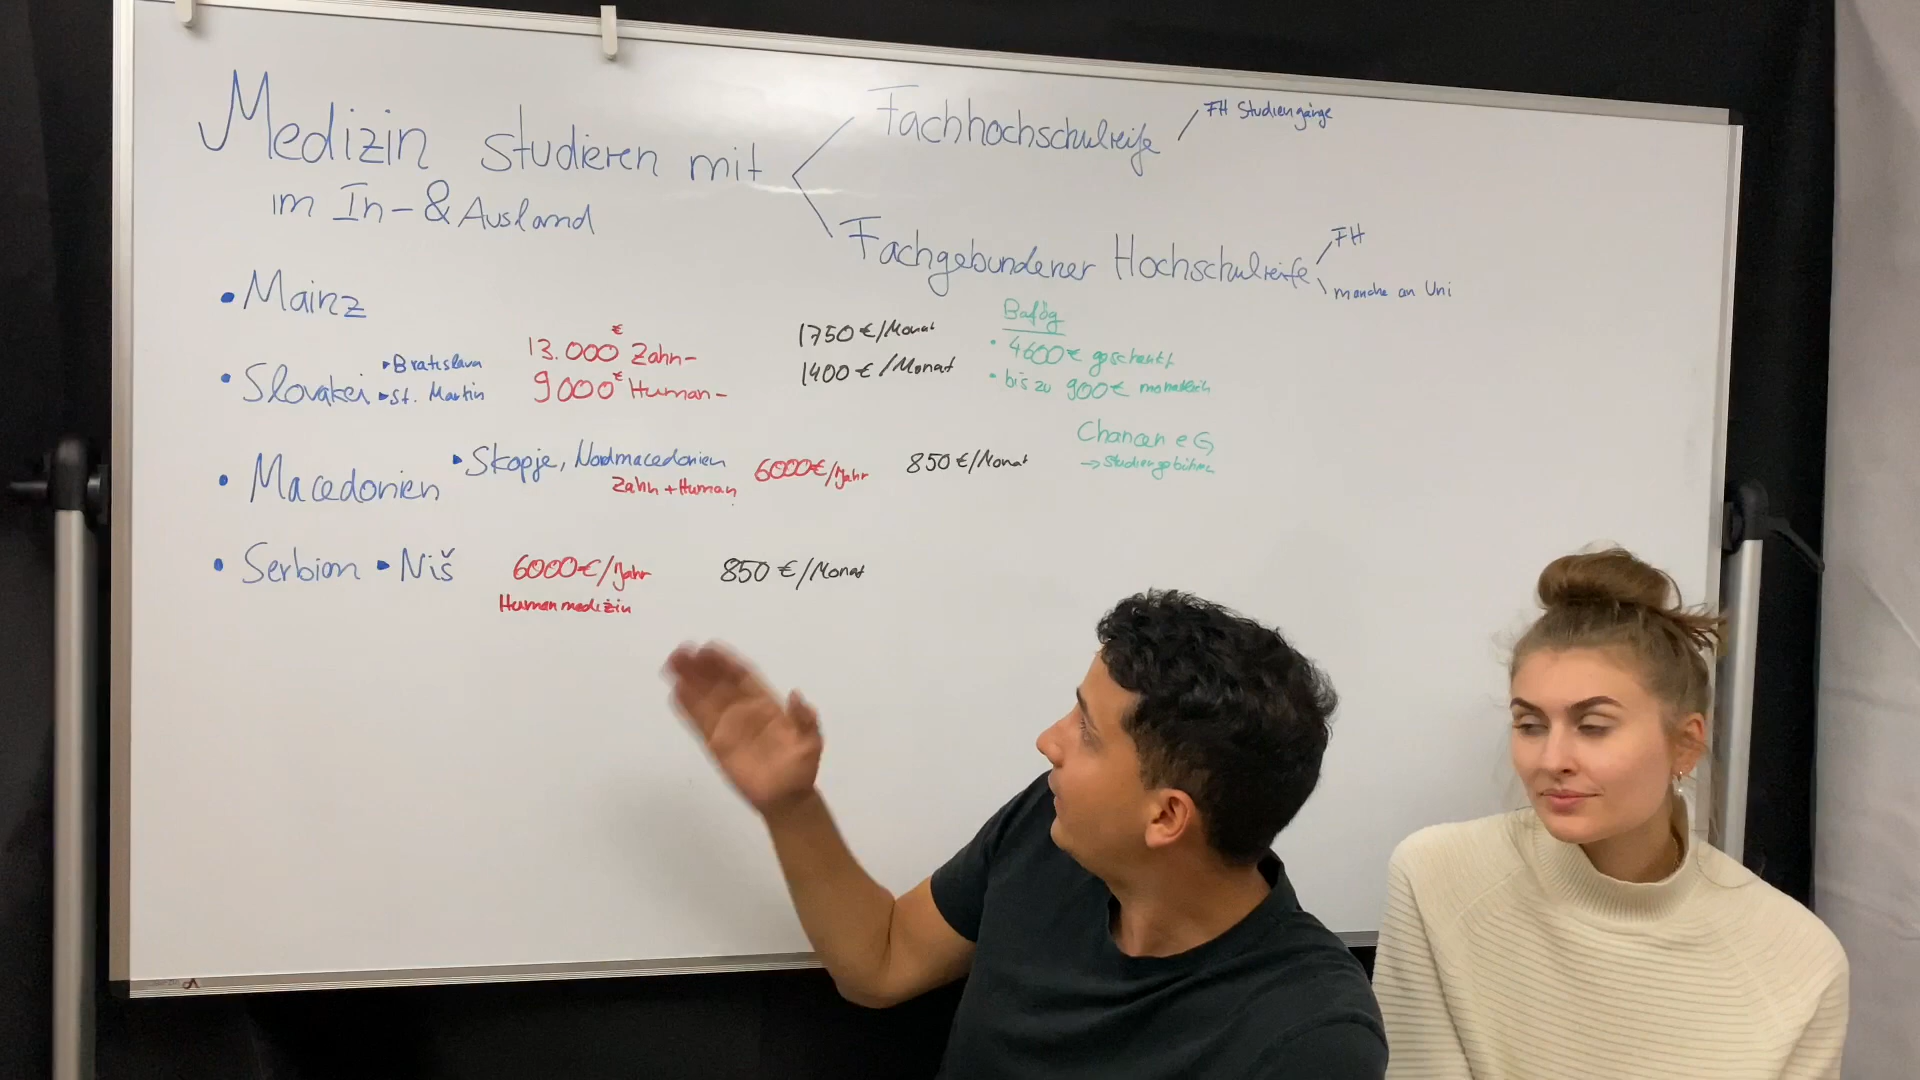 Medizin studieren mit
im In- & Ausland
Fachhochschulreife
FH Studiengänge
Fachgebundener Hochschulreife
FH
manche an Uni
• Mainz
• Slovakei
▸ Bratislava
▸ St. Martin
13.000 € Zahn-
9000 € Human-
1750 €/Monat
1400 €/Monat
Bafög
• 4600 € geschenkt
• bis zu 900 € monatlich
Chancen eG
→ Studiengebühren
• Macedonien
▸ Skopje, Nordmacedonien
Zahn + Human
6000 €/Jahr
850 €/Monat
• Serbien ▸ Niš
6000 €/Jahr
Humanmedizin
850 €/Monat